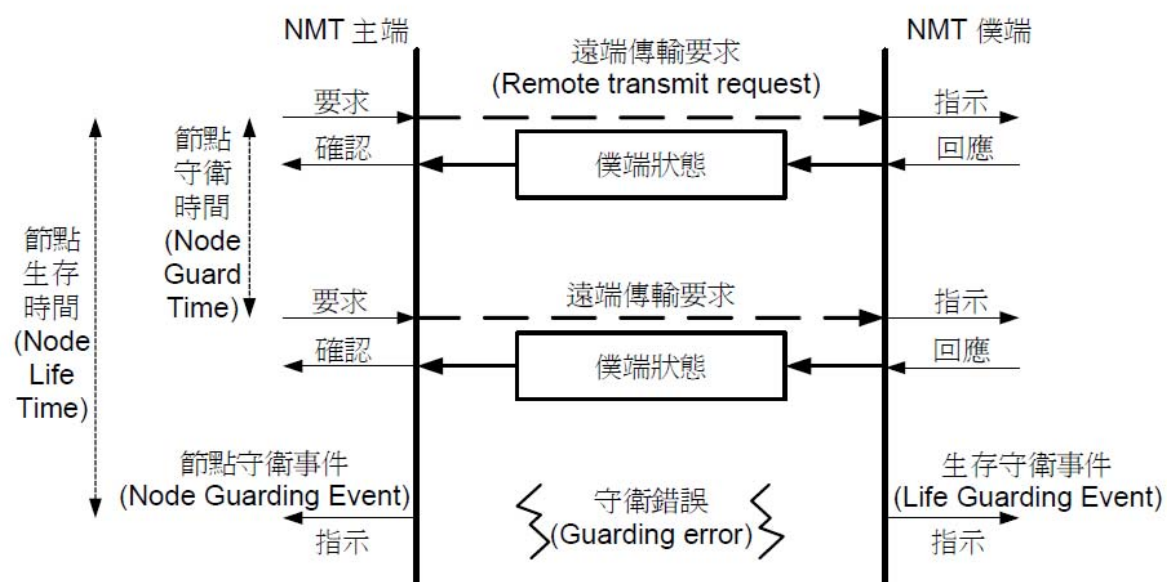 NMT 主端
NMT 僕端
遠端傳輸要求
(Remote transmit request)
要求
指示
確認
僕端狀態
回應
節點
守衛
時間
(Node
Guard
Time)
節點
生存
時間
(Node
Life
Time)
要求
遠端傳輸要求
指示
確認
僕端狀態
回應
節點守衛事件
(Node Guarding Event)
指示
守衛錯誤
(Guarding error)
生存守衛事件
(Life Guarding Event)
指示